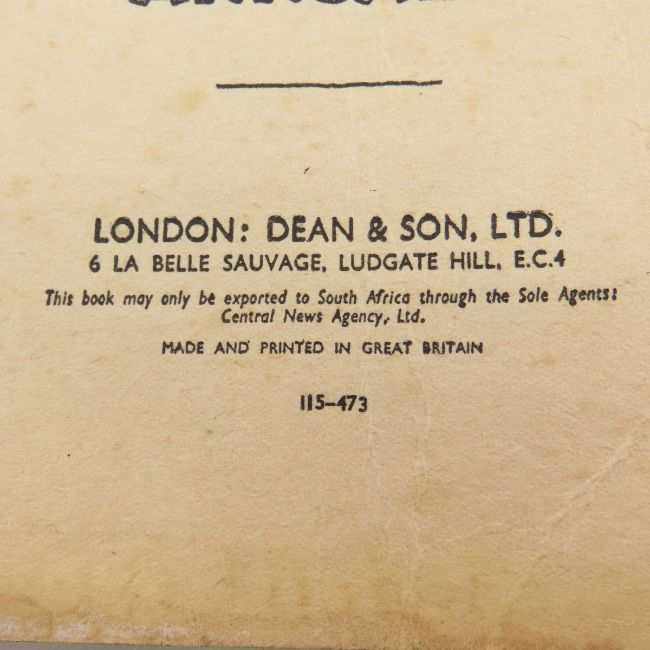 LONDON: DEAN & SON, LTD.
6 LA BELLE SAUVAGE, LUDGATE HILL, E.C.4
This book may only be exported to South Africa through the Sole Agents:
Central News Agency, Ltd.
MADE AND PRINTED IN GREAT BRITAIN
115-473